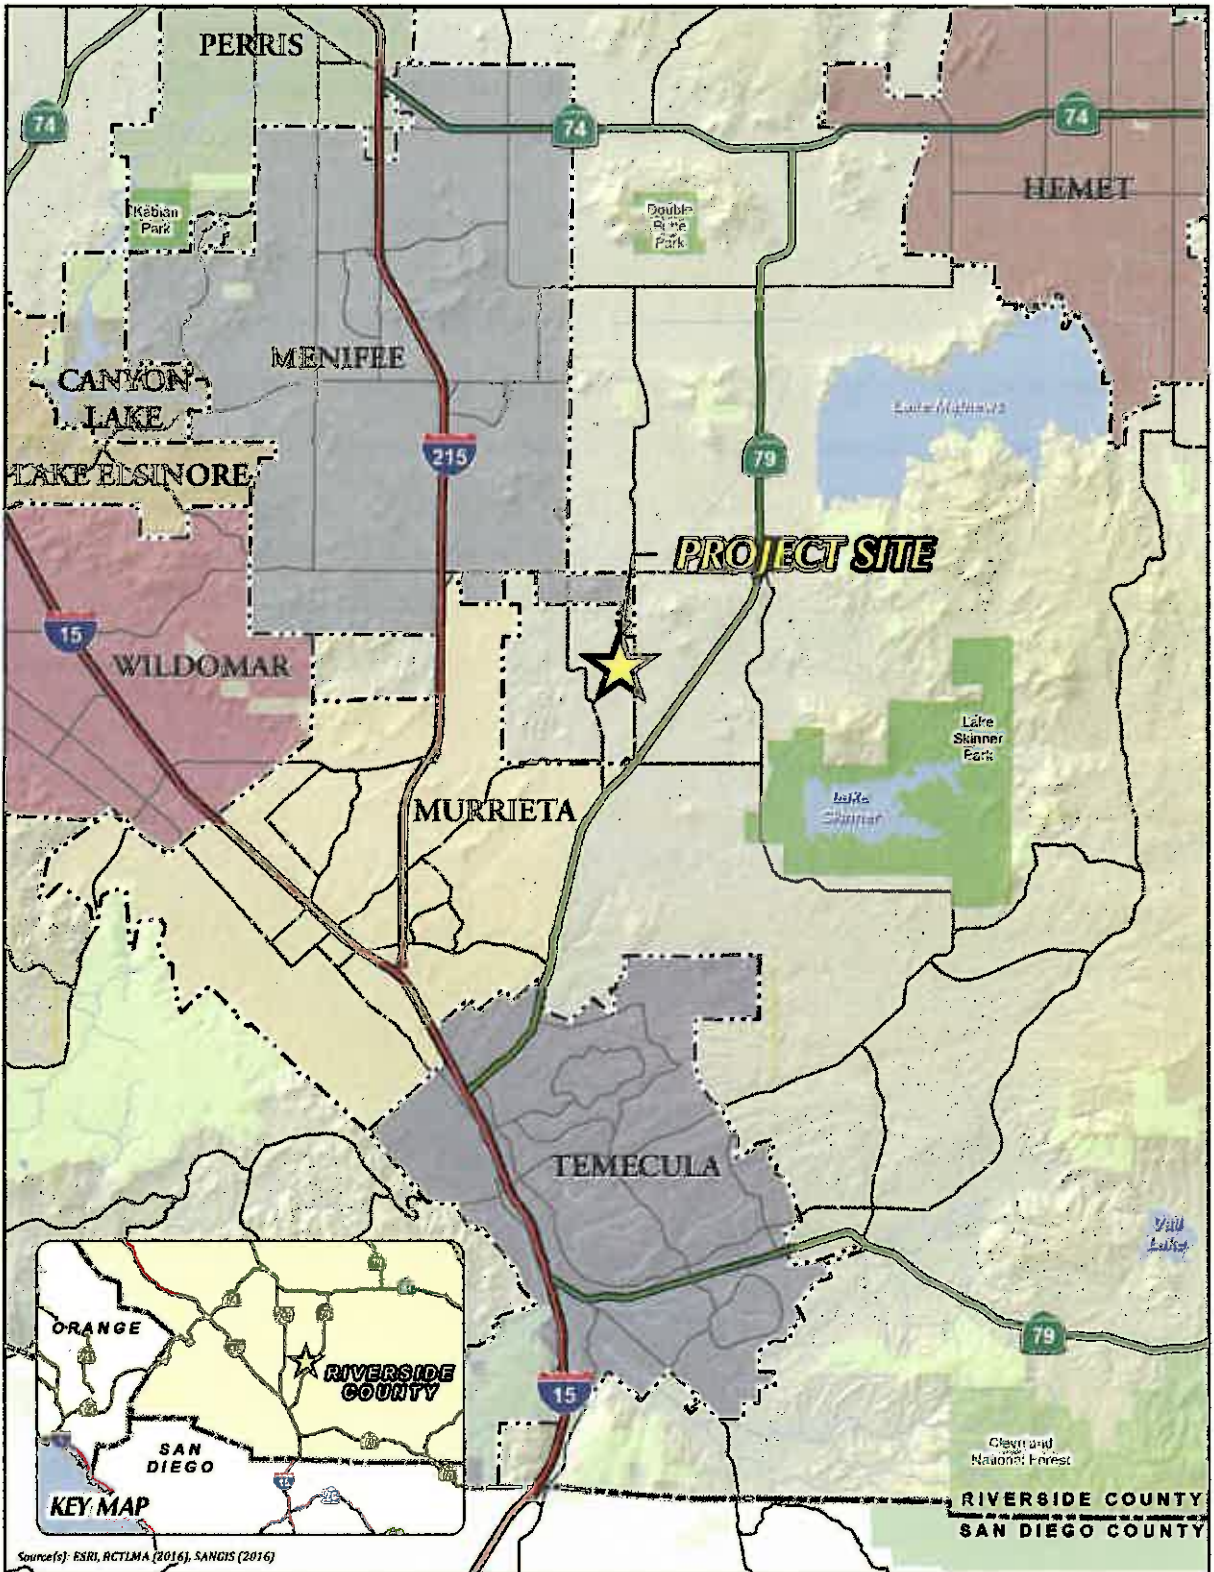 PERRIS
74
74
74
HEMET
Kabian
Park
Double
Butte
Park
MENIFEE
CANYON
LAKE
Lake Mathews
LAKE ELSINORE
215
79
PROJECT SITE
15
WILDOMAR
Lake
Skinner
Park
MURRIETA
Lake
Skinner
TEMECULA
Vail
Lake
79
15
ORANGE
RIVERSIDE
COUNTY
SAN
DIEGO
KEY MAP
Cleveland
National Forest
RIVERSIDE COUNTY
SAN DIEGO COUNTY
Source(s): ESRI, RCTLMA (2016), SANGIS (2016)